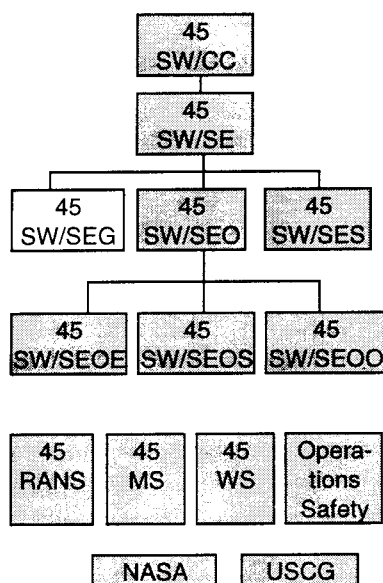 45
SW/CC
45
SW/SE
45 45 45
SW/SEG SW/SEO SW/SES
45 45 45
SW/SEOE SW/SEOS SW/SEOO
45 45 45 Opera-
RANS MS WS tions
Safety
NASA USCG